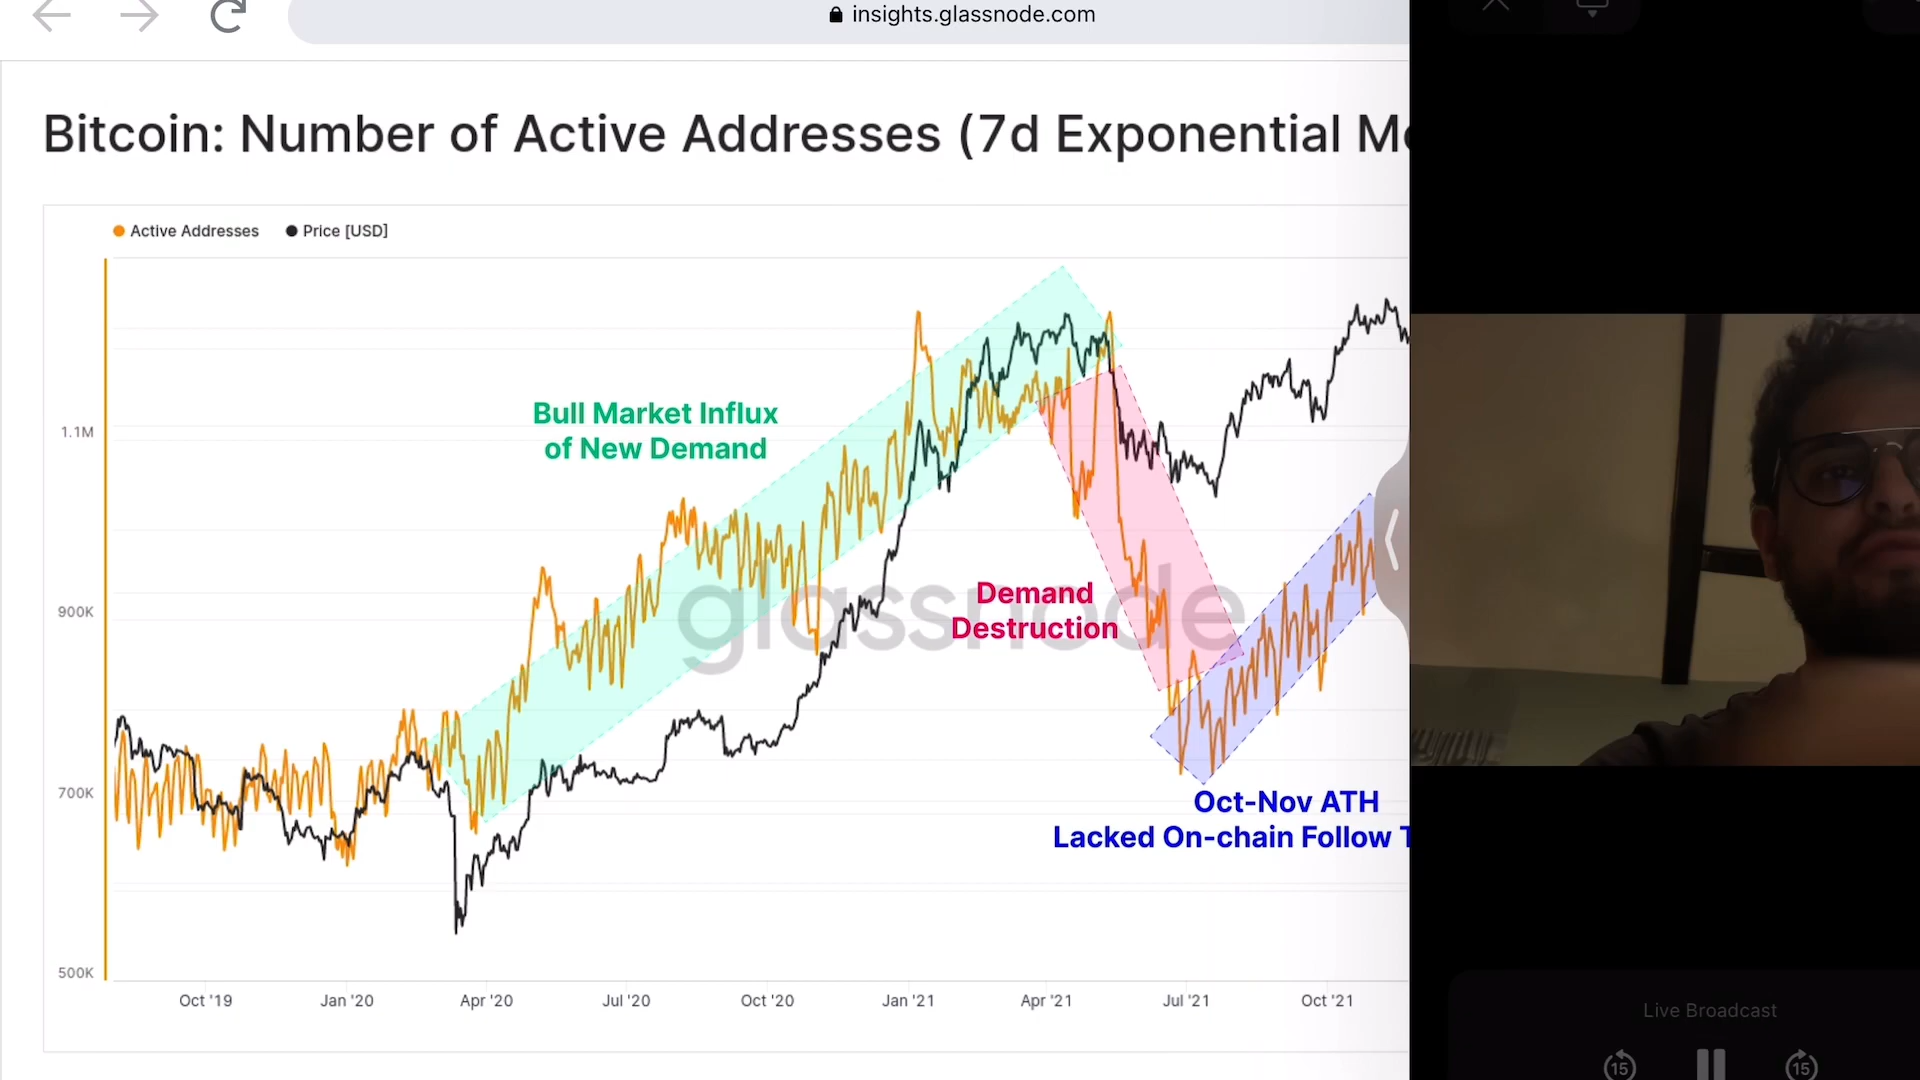 insights.glassnode.com
Bitcoin: Number of Active Addresses (7d Exponential
Active Addresses
Price [USD]
Bull Market Influx
of New Demand
1.1M
900K
700K
500K
glassnode
Demand
Destruction
Oct-Nov ATH
Lacked On-chain Follow
Oct '19
Jan '20
Apr '20
Jul '20
Oct '20
Jan '21
Apr '21
Jul '21
Oct '21
Live Broadcast
15
15